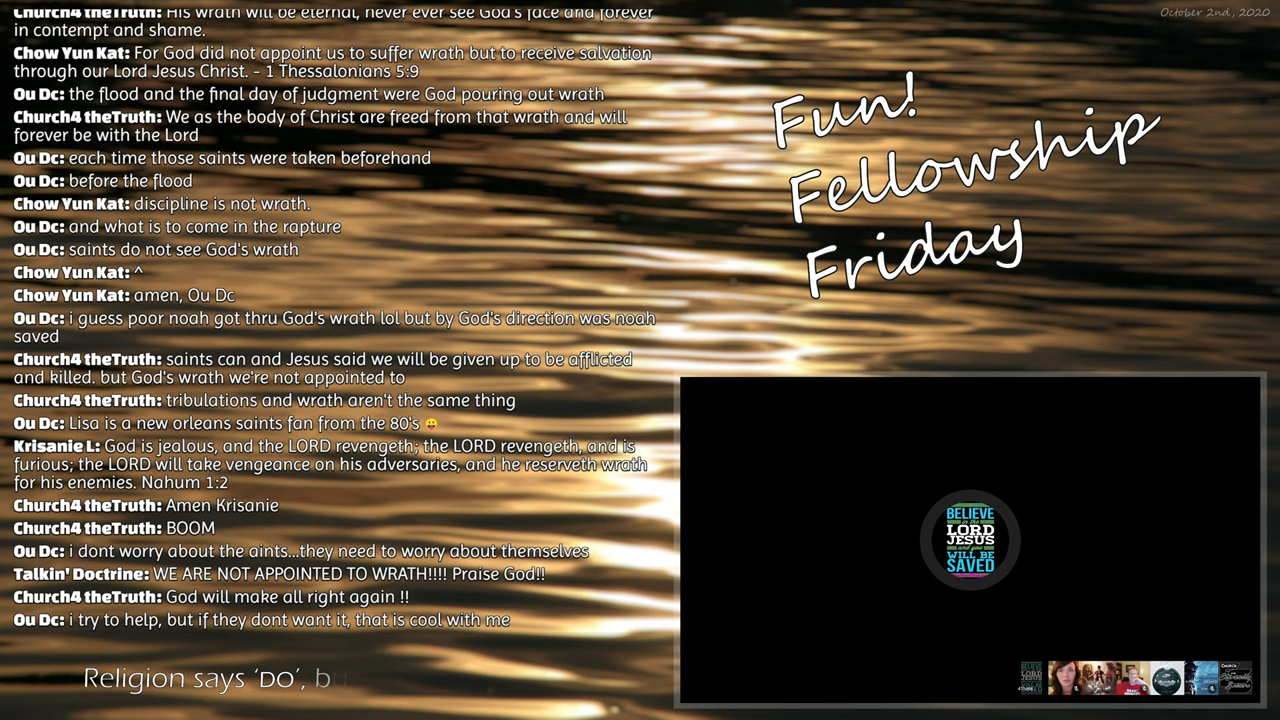 Church4 theTruth: His wrath will be eternal, never ever see God's face and forever
in contempt and shame.
Chow Yun Kat: For God did not appoint us to suffer wrath but to receive salvation
through our Lord Jesus Christ. - 1 Thessalonians 5:9
Ou Dc: the flood and the final day of judgment were God pouring out wrath
Church4 theTruth: We as the body of Christ are freed from that wrath and will
forever be with the Lord
Ou Dc: each time those saints were taken beforehand
Ou Dc: before the flood
Chow Yun Kat: discipline is not wrath.
Ou Dc: and what is to come in the rapture
Ou Dc: saints do not see God's wrath
Chow Yun Kat: ^
Chow Yun Kat: amen, Ou Dc
Ou Dc: i guess poor noah got thru God's wrath lol but by God's direction was noah
saved
Church4 theTruth: saints can and Jesus said we will be given up to be afflicted
and killed. but God's wrath we're not appointed to
Church4 theTruth: tribulations and wrath aren't the same thing
Ou Dc: Lisa is a new orleans saints fan from the 80's 😛
Krisanie L: God is jealous, and the LORD revengeth; the LORD revengeth, and is
furious; the LORD will take vengeance on his adversaries, and he reserveth wrath
for his enemies. Nahum 1:2
Church4 theTruth: Amen Krisanie
Church4 theTruth: BOOM
Ou Dc: i dont worry about the aints...they need to worry about themselves
Talkin' Doctrine: WE ARE NOT APPOINTED TO WRATH!!!! Praise God!!
Church4 theTruth: God will make all right again !!
Ou Dc: i try to help, but if they dont want it, that is cool with me
Religion says ‘DO’, b
October 2nd, 2020
Fun!
Fellowship
Friday
BELIEVE
in the
LORD
JESUS
and you
WILL BE
SAVED